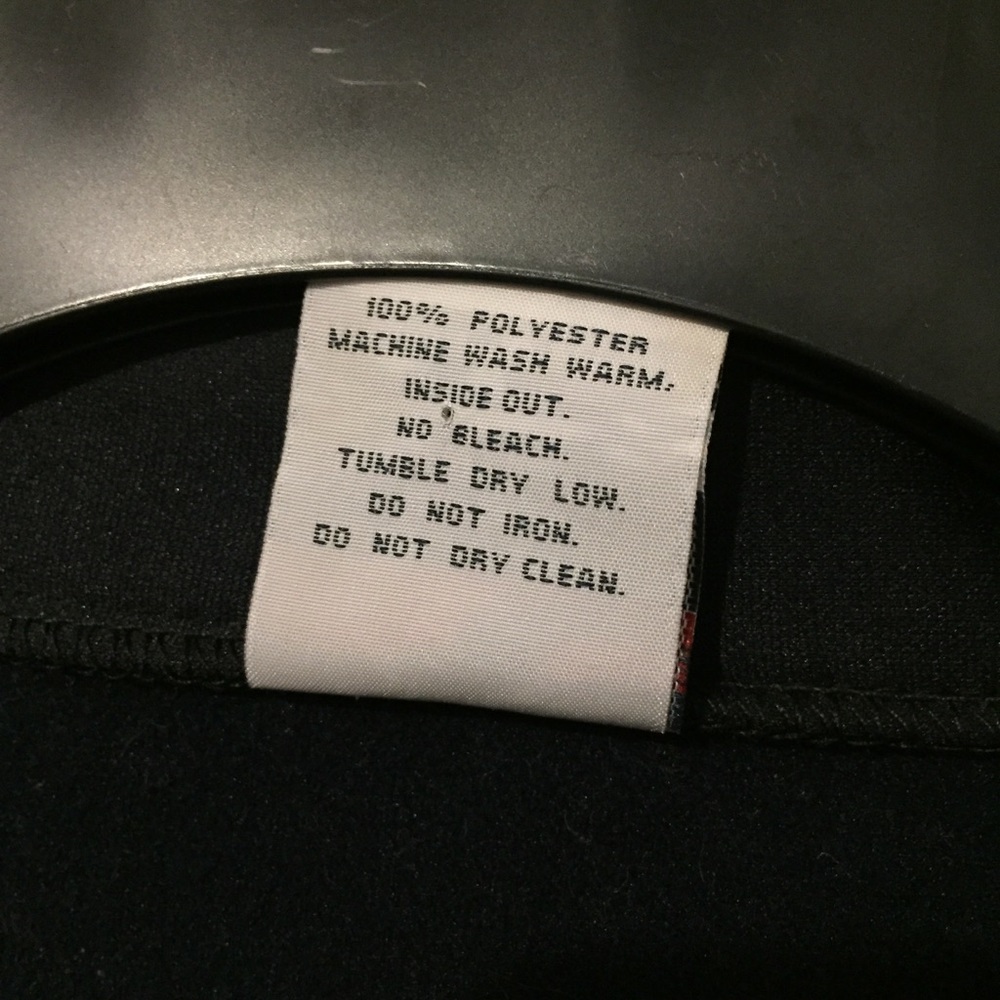 100% POLYESTER
MACHINE WASH WARM.
INSIDE OUT.
NO BLEACH.
TUMBLE DRY LOW.
DO NOT IRON.
DO NOT DRY CLEAN.